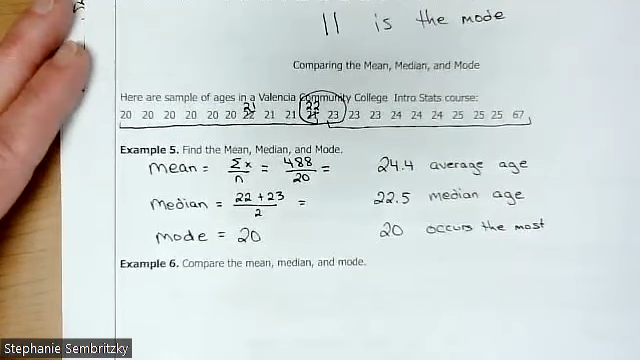 11 is the mode
Comparing the Mean, Median, and Mode
Here are sample of ages in a Valencia Community College Intro Stats course:
21 22
20 20 20 20 20 20 22 21 21 21 23 23 23 24 24 24 25 25 25 67
Example 5. Find the Mean, Median, and Mode.
mean = Σx/n = 488/20 = 24.4 average age
median = 22 + 23/2 = 22.5 median age
mode = 20 20 occurs the most
Example 6. Compare the mean, median, and mode.
Stephanie Sembritzky